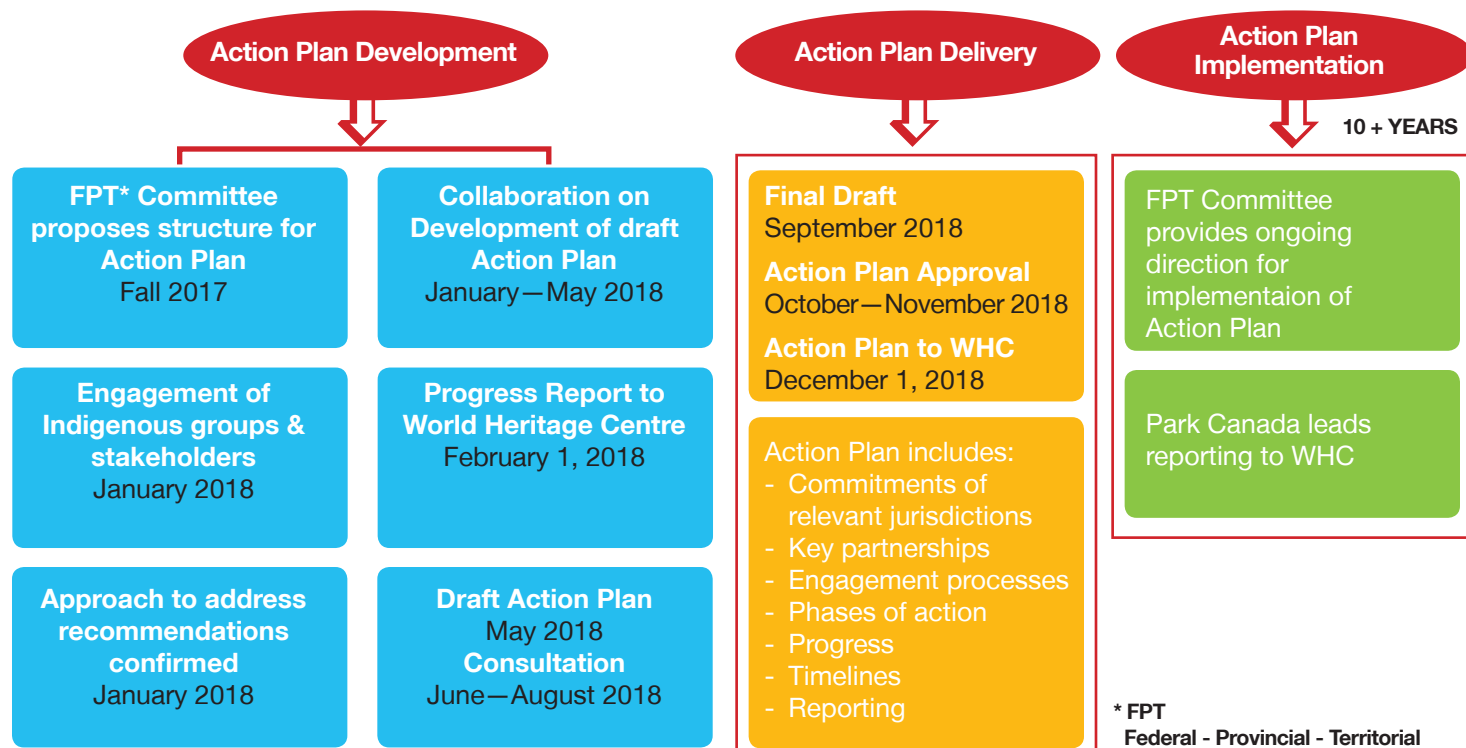 Action Plan Development
FPT* Committee
proposes structure for
Action Plan
Fall 2017
Engagement of
Indigenous groups &
stakeholders
January 2018
Approach to address
recommendations
confirmed
January 2018
Collaboration on
Development of draft
Action Plan
January—May 2018
Progress Report to
World Heritage Centre
February 1, 2018
Draft Action Plan
May 2018
Consultation
June—August 2018
Action Plan Delivery
Final Draft
September 2018
Action Plan Approval
October—November 2018
Action Plan to WHC
December 1, 2018
Action Plan includes:
- Commitments of
relevant jurisdictions
- Key partnerships
- Engagement processes
- Phases of action
- Progress
- Timelines
- Reporting
Action Plan
Implementation
10 + YEARS
FPT Committee
provides ongoing
direction for
implementaion of
Action Plan
Park Canada leads
reporting to WHC
* FPT
Federal - Provincial - Territorial